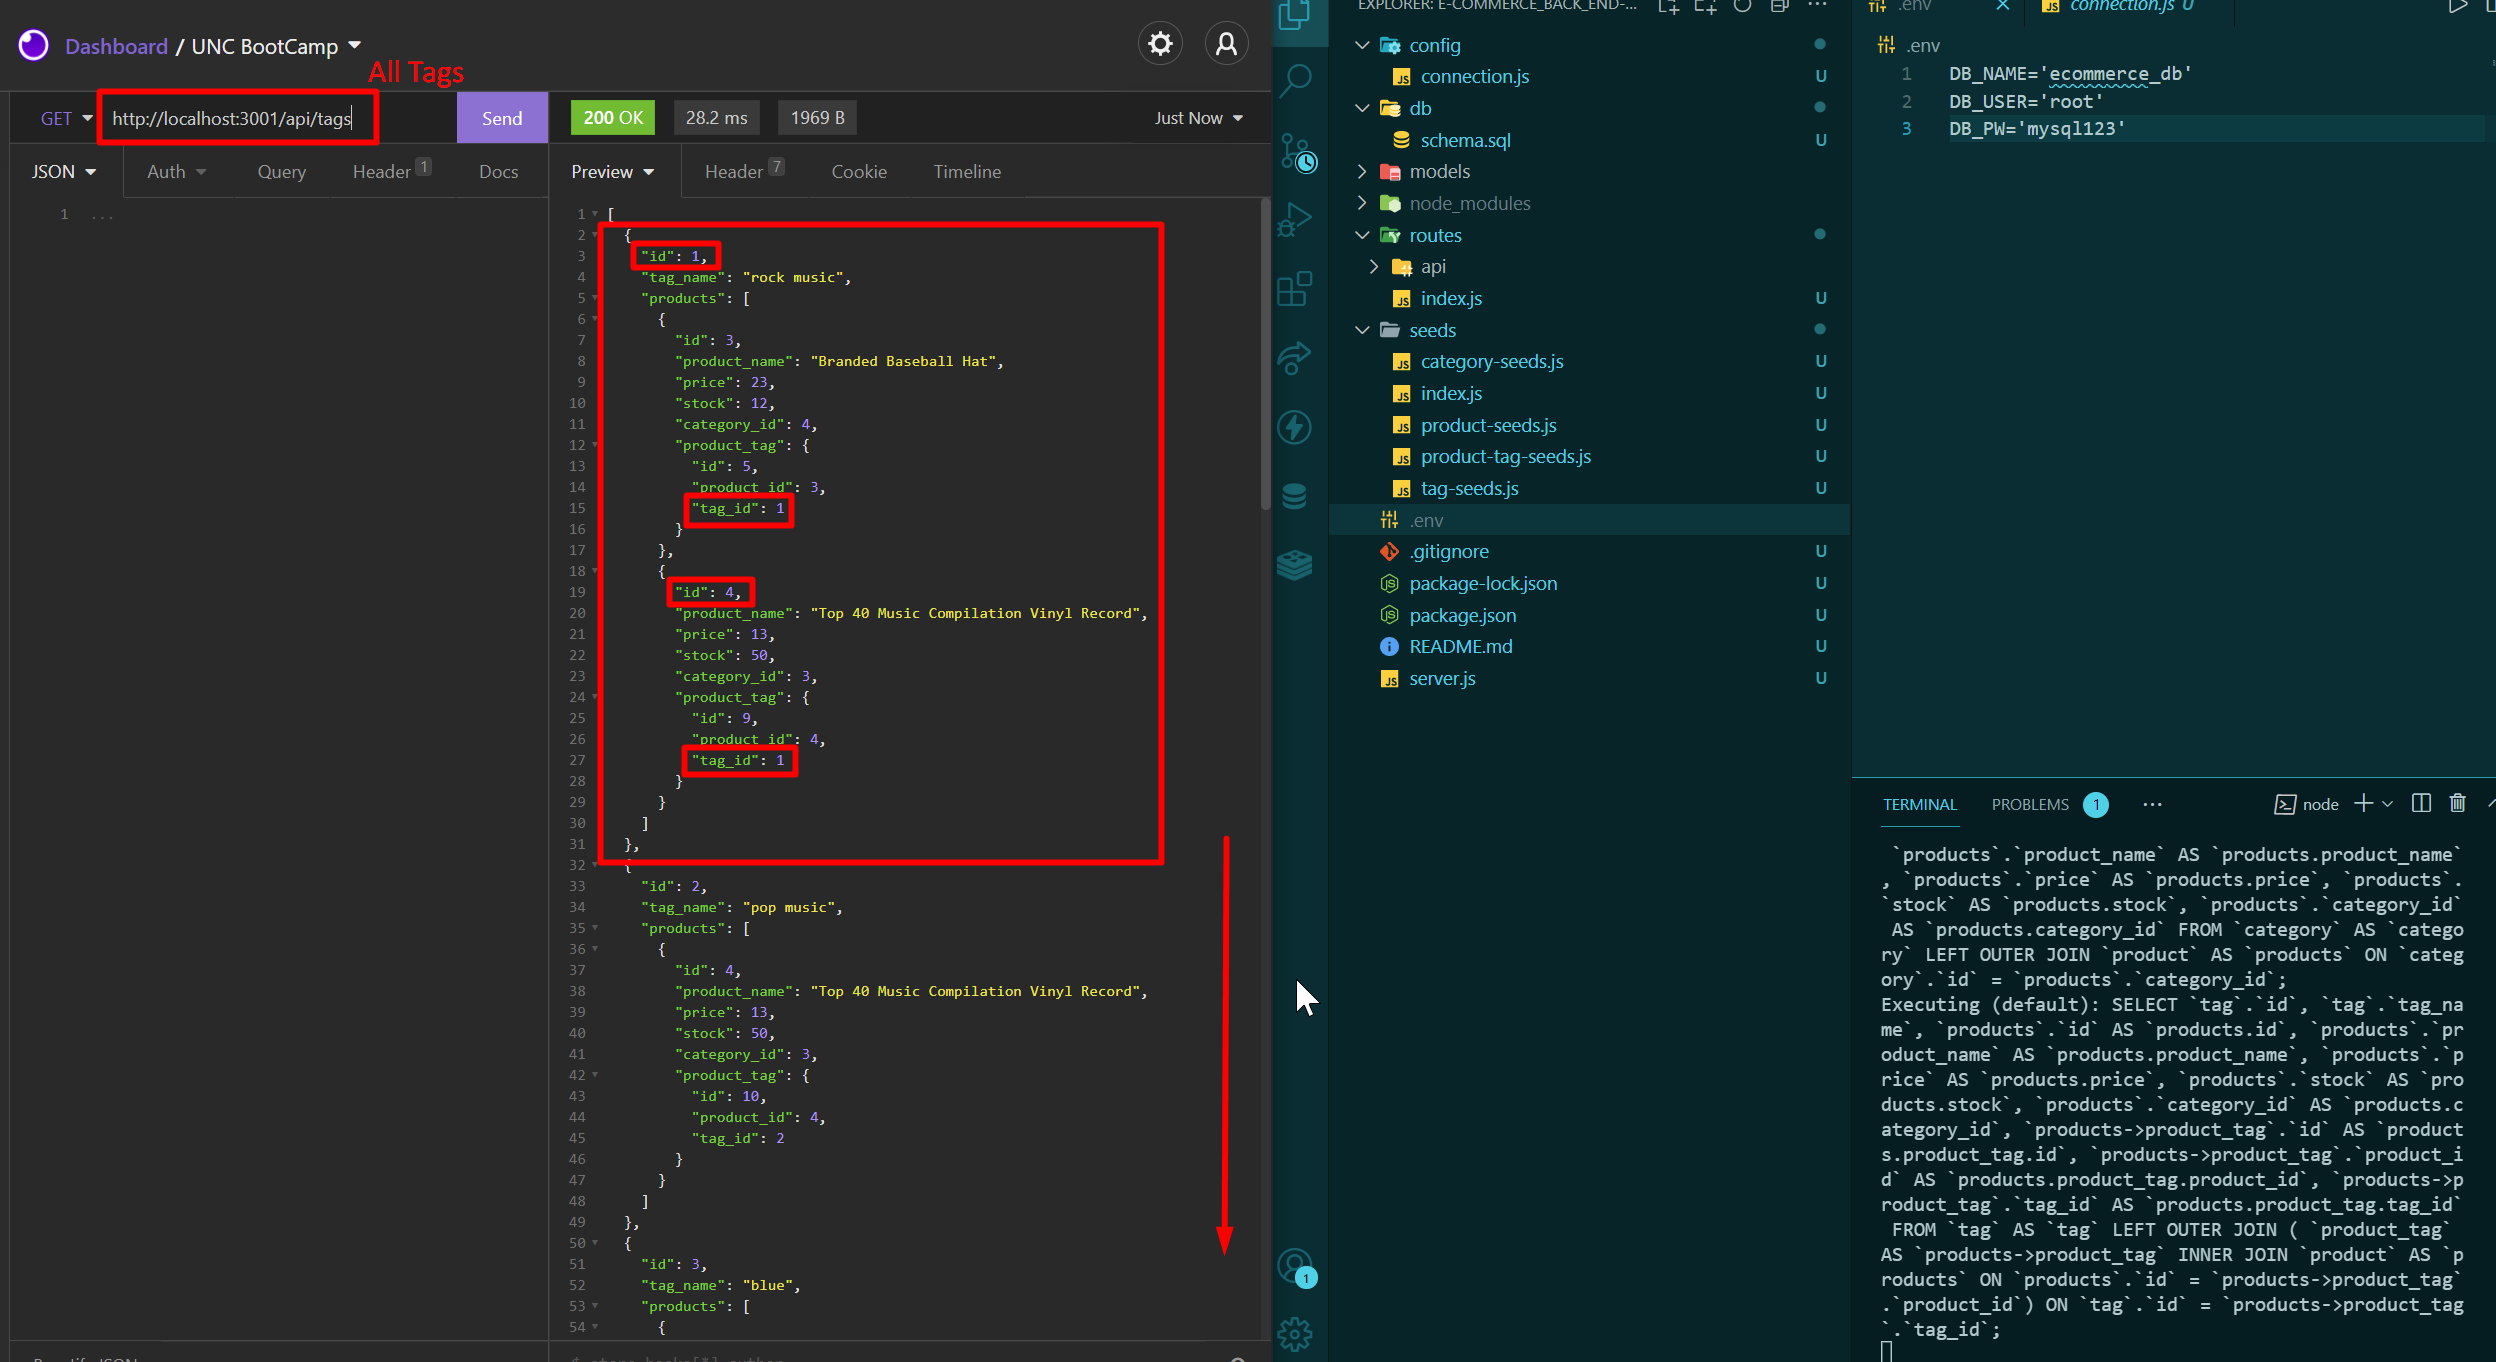 Dashboard / UNC BootCamp
All Tags
GET http://localhost:3001/api/tags Send
200 OK 28.2 ms 1969 B Just Now
JSON Auth Query Header 1 Docs
Preview Header 7 Cookie Timeline
1 ...
1 [
2 {
3 "id": 1,
4 "tag_name": "rock music",
5 "products": [
6 {
7 "id": 3,
8 "product_name": "Branded Baseball Hat",
9 "price": 23,
10 "stock": 12,
11 "category_id": 4,
12 "product_tag": {
13 "id": 5,
14 "product_id": 3,
15 "tag_id": 1
16 }
17 },
18 {
19 "id": 4,
20 "product_name": "Top 40 Music Compilation Vinyl Record",
21 "price": 13,
22 "stock": 50,
23 "category_id": 3,
24 "product_tag": {
25 "id": 9,
26 "product_id": 4,
27 "tag_id": 1
28 }
29 }
30 ]
31 },
32 {
33 "id": 2,
34 "tag_name": "pop music",
35 "products": [
36 {
37 "id": 4,
38 "product_name": "Top 40 Music Compilation Vinyl Record",
39 "price": 13,
40 "stock": 50,
41 "category_id": 3,
42 "product_tag": {
43 "id": 10,
44 "product_id": 4,
45 "tag_id": 2
46 }
47 }
48 ]
49 },
50 {
51 "id": 3,
52 "tag_name": "blue",
53 "products": [
54 {
EXPLORER: E-COMMERCE_BACK_END-...
config
connection.js U
db
schema.sql U
models
node_modules
routes
api
index.js U
seeds
category-seeds.js U
index.js U
product-seeds.js U
product-tag-seeds.js U
tag-seeds.js U
.env
.gitignore U
package-lock.json U
package.json U
README.md U
server.js U
1
.env connection.js U
.env
1 DB_NAME='ecommerce_db'
2 DB_USER='root'
3 DB_PW='mysql123'
TERMINAL PROBLEMS 1 ... node
`products`.`product_name` AS `products.product_name`
, `products`.`price` AS `products.price`, `products`.
`stock` AS `products.stock`, `products`.`category_id`
AS `products.category_id` FROM `category` AS `catego
ry` LEFT OUTER JOIN `product` AS `products` ON `categ
ory`.`id` = `products`.`category_id`;
Executing (default): SELECT `tag`.`id`, `tag`.`tag_na
me`, `products`.`id` AS `products.id`, `products`.`pr
oduct_name` AS `products.product_name`, `products`.`p
rice` AS `products.price`, `products`.`stock` AS `pro
ducts.stock`, `products`.`category_id` AS `products.c
ategory_id`, `products->product_tag`.`id` AS `product
s.product_tag.id`, `products->product_tag`.`product_i
d` AS `products.product_tag.product_id`, `products->p
roduct_tag`.`tag_id` AS `products.product_tag.tag_id`
FROM `tag` AS `tag` LEFT OUTER JOIN ( `product_tag`
AS `products->product_tag` INNER JOIN `product` AS `p
roducts` ON `products`.`id` = `products->product_tag`
.`product_id`) ON `tag`.`id` = `products->product_tag
`.`tag_id`;